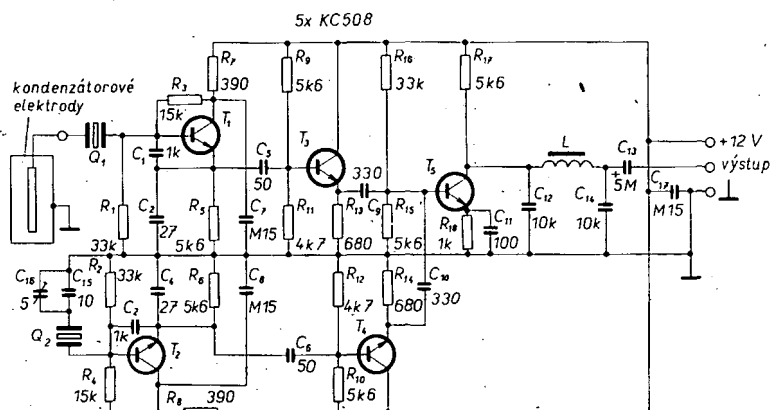 5x KC508
kondenzátorové
elektrody
Q₁
R₃
15k
R₇
390
T₁
C₁
1k
R₁
33k
C₂
27
R₅
5k6
C₇
M15
C₅
50
R₉
5k6
R₁₁
4k7
T₃
330
R₁₃
680
C₉
R₁₅
5k6
R₁₆
33k
R₁₇
5k6
T₅
R₁₈
1k
C₁₁
100
L
C₁₂
10k
C₁₄
10k
C₁₃
+
5M
C₁₇
M15
+12 V
výstup
C₁₆
5
C₁₅
10
Q₂
R₂
33k
R₄
15k
C₂
1k
C₄
27
R₆
5k6
C₈
M15
T₂
R₈
390
C₆
50
R₁₂
4k7
R₁₄
680
C₁₀
330
T₄
R₁₀
5k6